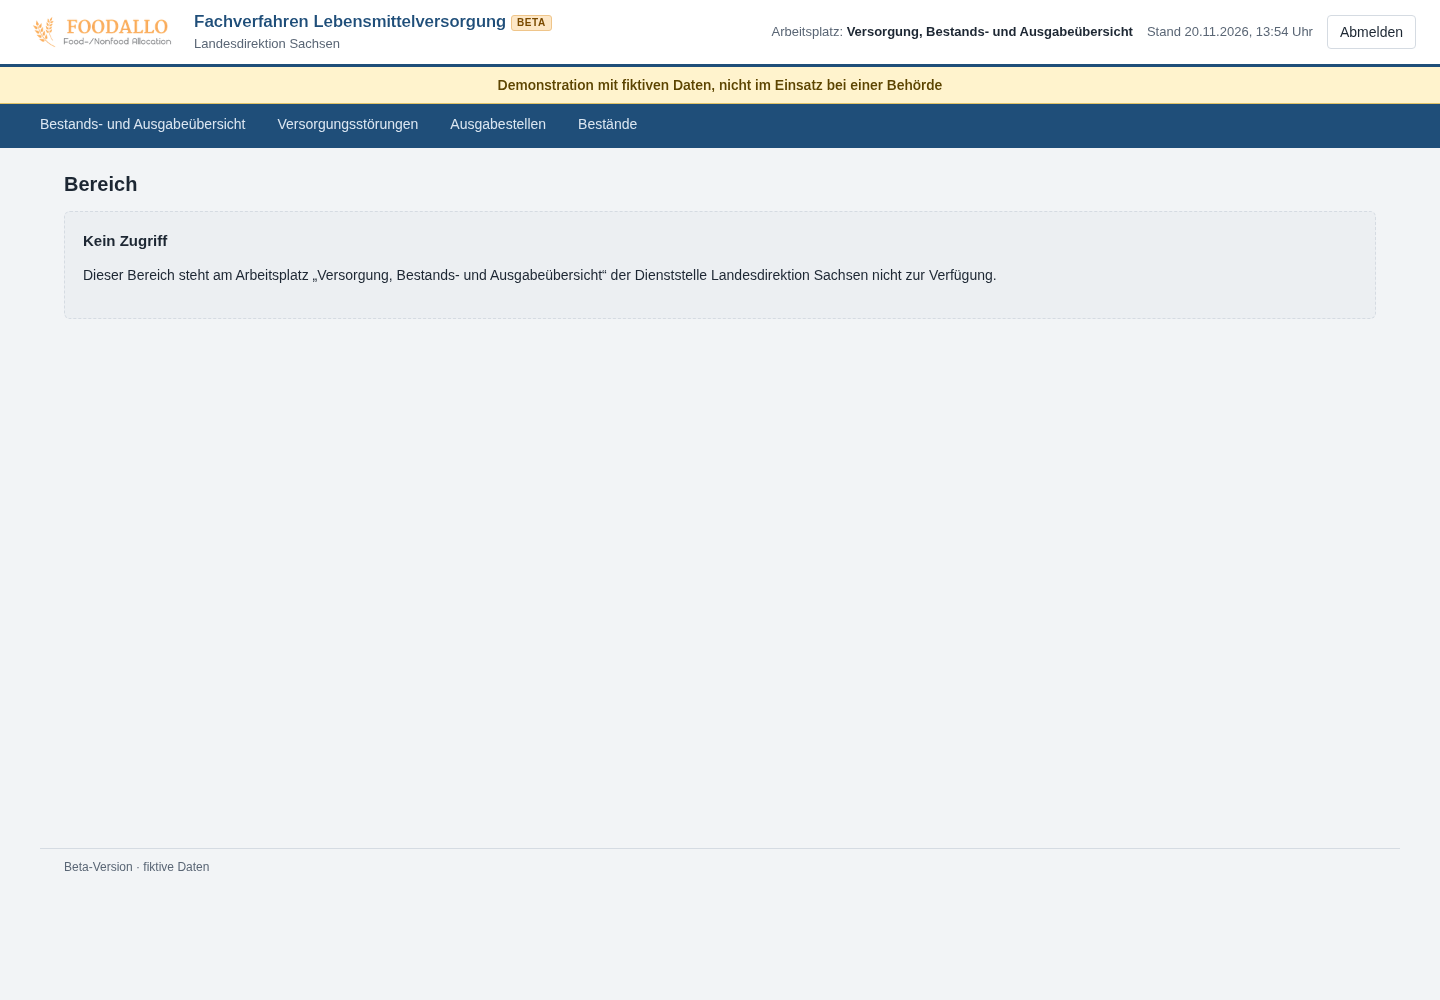 FOODALLO
Food-/Nonfood Allocation
Fachverfahren Lebensmittelversorgung BETA
Landesdirektion Sachsen
Arbeitsplatz: Versorgung, Bestands- und Ausgabeübersicht
Stand 20.11.2026, 13:54 Uhr
Abmelden
Demonstration mit fiktiven Daten, nicht im Einsatz bei einer Behörde
Bestands- und Ausgabeübersicht Versorgungsstörungen Ausgabestellen Bestände
Bereich
Kein Zugriff
Dieser Bereich steht am Arbeitsplatz „Versorgung, Bestands- und Ausgabeübersicht“ der Dienststelle Landesdirektion Sachsen nicht zur Verfügung.
Beta-Version · fiktive Daten